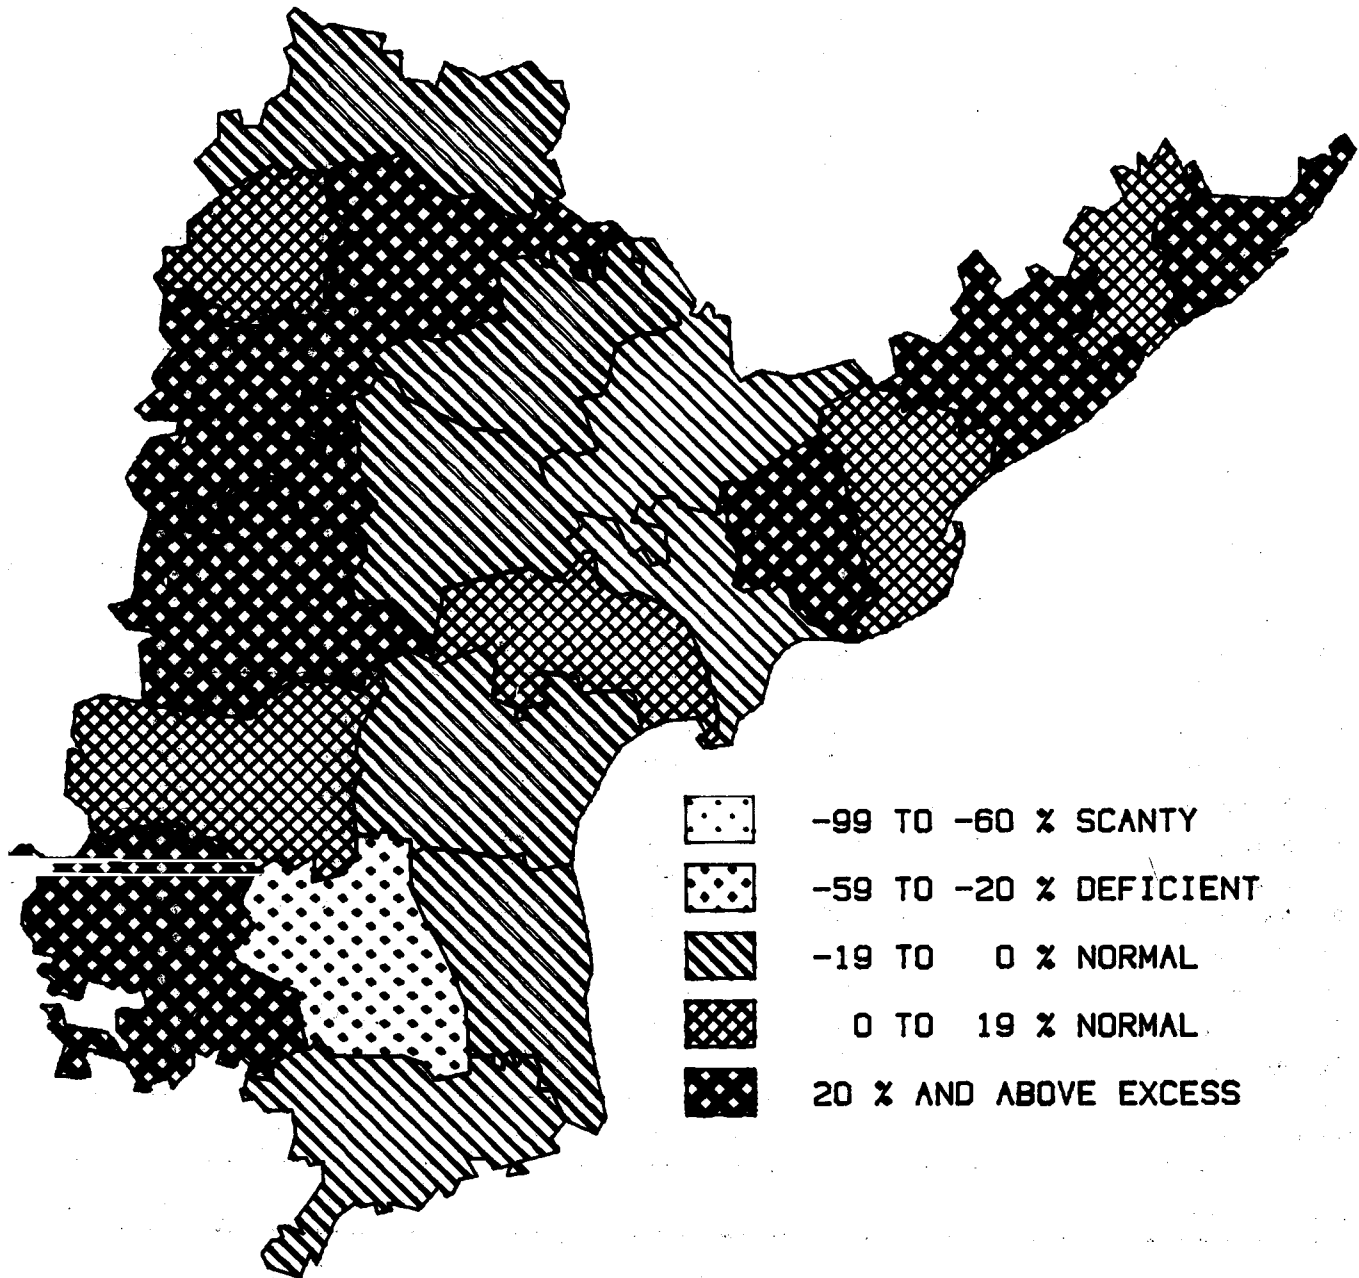 -99 TO -60 % SCANTY
-59 TO -20 % DEFICIENT
-19 TO 0 % NORMAL
0 TO 19 % NORMAL
20 % AND ABOVE EXCESS